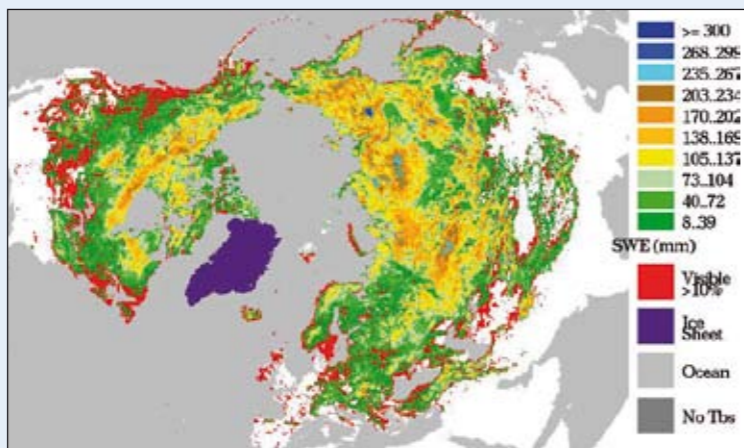 >= 300
268..299
235..267
203..234
170..202
138..169
105..137
73..104
40..72
8..39
SWE (mm)
Visible
>10%
Ice
Sheet
Ocean
No Tbs